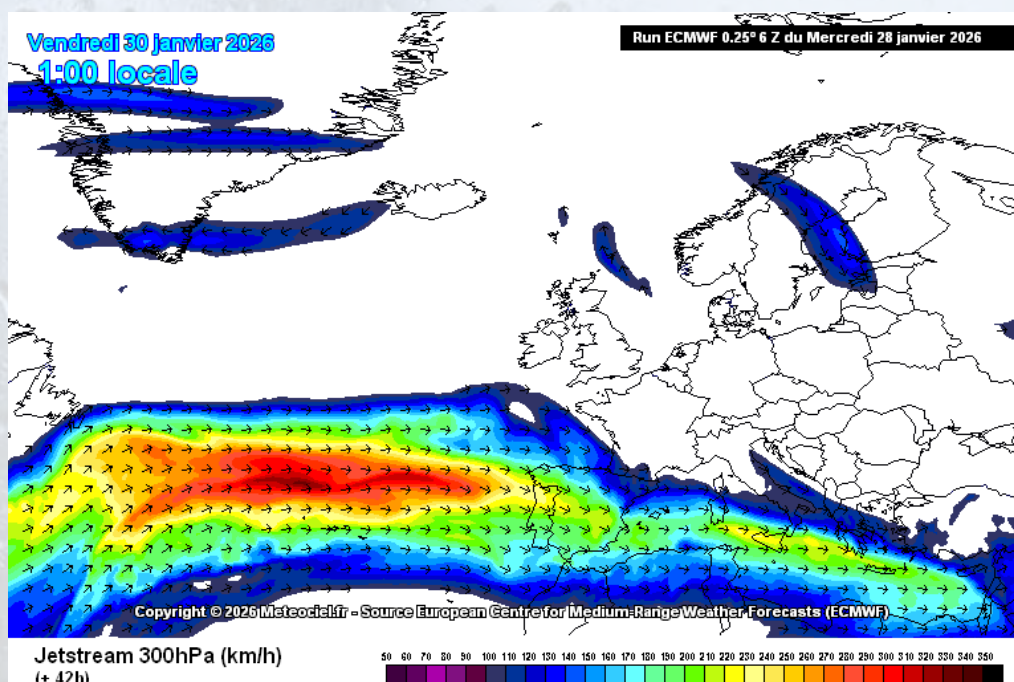 Vendredi 30 janvier 2026
1:00 locale
Run ECMWF 0.25° 6 Z du Mercredi 28 janvier 2026
Copyright © 2026 Meteociel.fr - Source European Centre for Medium-Range Weather Forecasts (ECMWF)
Jetstream 300hPa (km/h)
(+ 42h)
50 60 70 80 90 100 110 120 130 140 150 160 170 180 190 200 210 220 230 240 250 260 270 280 290 300 310 320 330 340 350